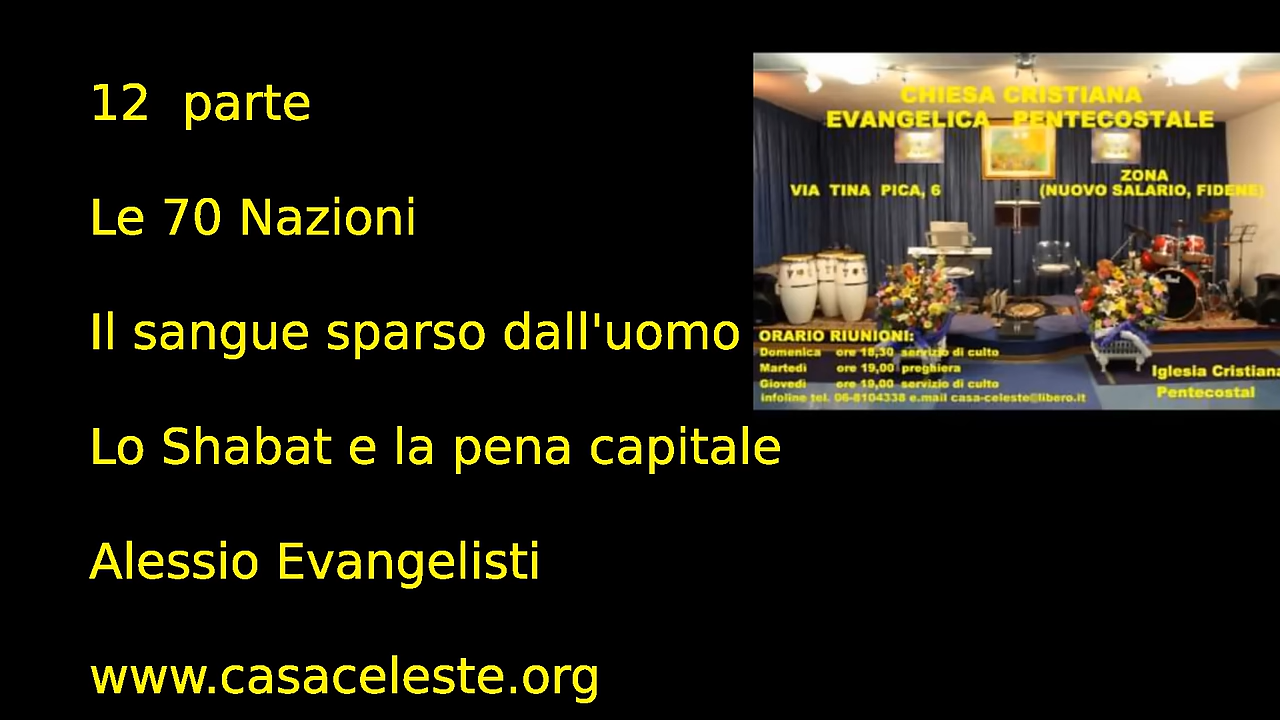 12 parte
Le 70 Nazioni
Il sangue sparso dall'uomo
Lo Shabat e la pena capitale
Alessio Evangelisti
www.casaceleste.org
CHIESA CRISTIANA
EVANGELICA PENTECOSTALE
VIA TINA PICA, 6
ZONA
(NUOVO SALARIO, FIDENE)
ORARIO RIUNIONI:
Domenica ore 18,30 servizio di culto
Martedì ore 19,00 preghiera
Giovedì ore 19,00 servizio di culto
infoline tel. 06-8104338 e.mail casa-celeste@libero.it
Iglesia Cristiana
Pentecostal